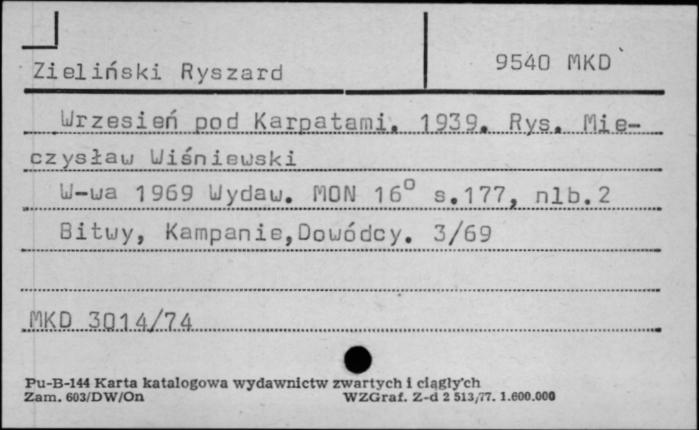 Zieliński Ryszard
9540 MKD
Wrzesień pod Karpatami. 1939. Rys. Mie-
czysław Wiśniewski
W-wa 1969 Wydaw. MON 16° s.177, nlb.2
Bitwy, Kampanie,Dowódcy. 3/69
MKD 3014/74
Pu-B-144 Karta katalogowa wydawnictw zwartych i ciągłych
Zam. 603/DW/On WZGraf. Z-d 2 513/77. 1.600.000